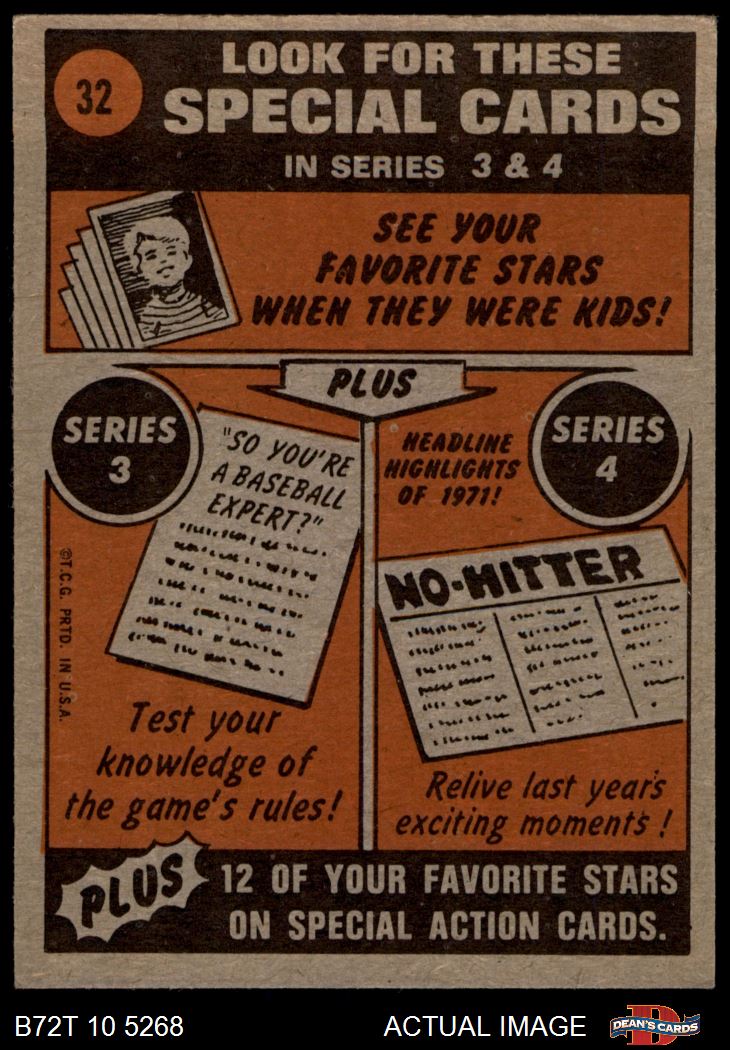 32
LOOK FOR THESE
SPECIAL CARDS
IN SERIES 3 & 4
SEE YOUR
FAVORITE STARS
WHEN THEY WERE KIDS!
PLUS
SERIES
3
"SO YOU'RE
A BASEBALL
EXPERT?"
Test your
knowledge of
the game's rules!
©T.C.G. PRTD. IN U.S.A.
HEADLINE
HIGHLIGHTS
OF 1971!
SERIES
4
NO-HITTER
Relive last year's
exciting moments!
PLUS
12 OF YOUR FAVORITE STARS
ON SPECIAL ACTION CARDS.
B72T 10 5268
ACTUAL IMAGE
D
DEAN'S CARDS